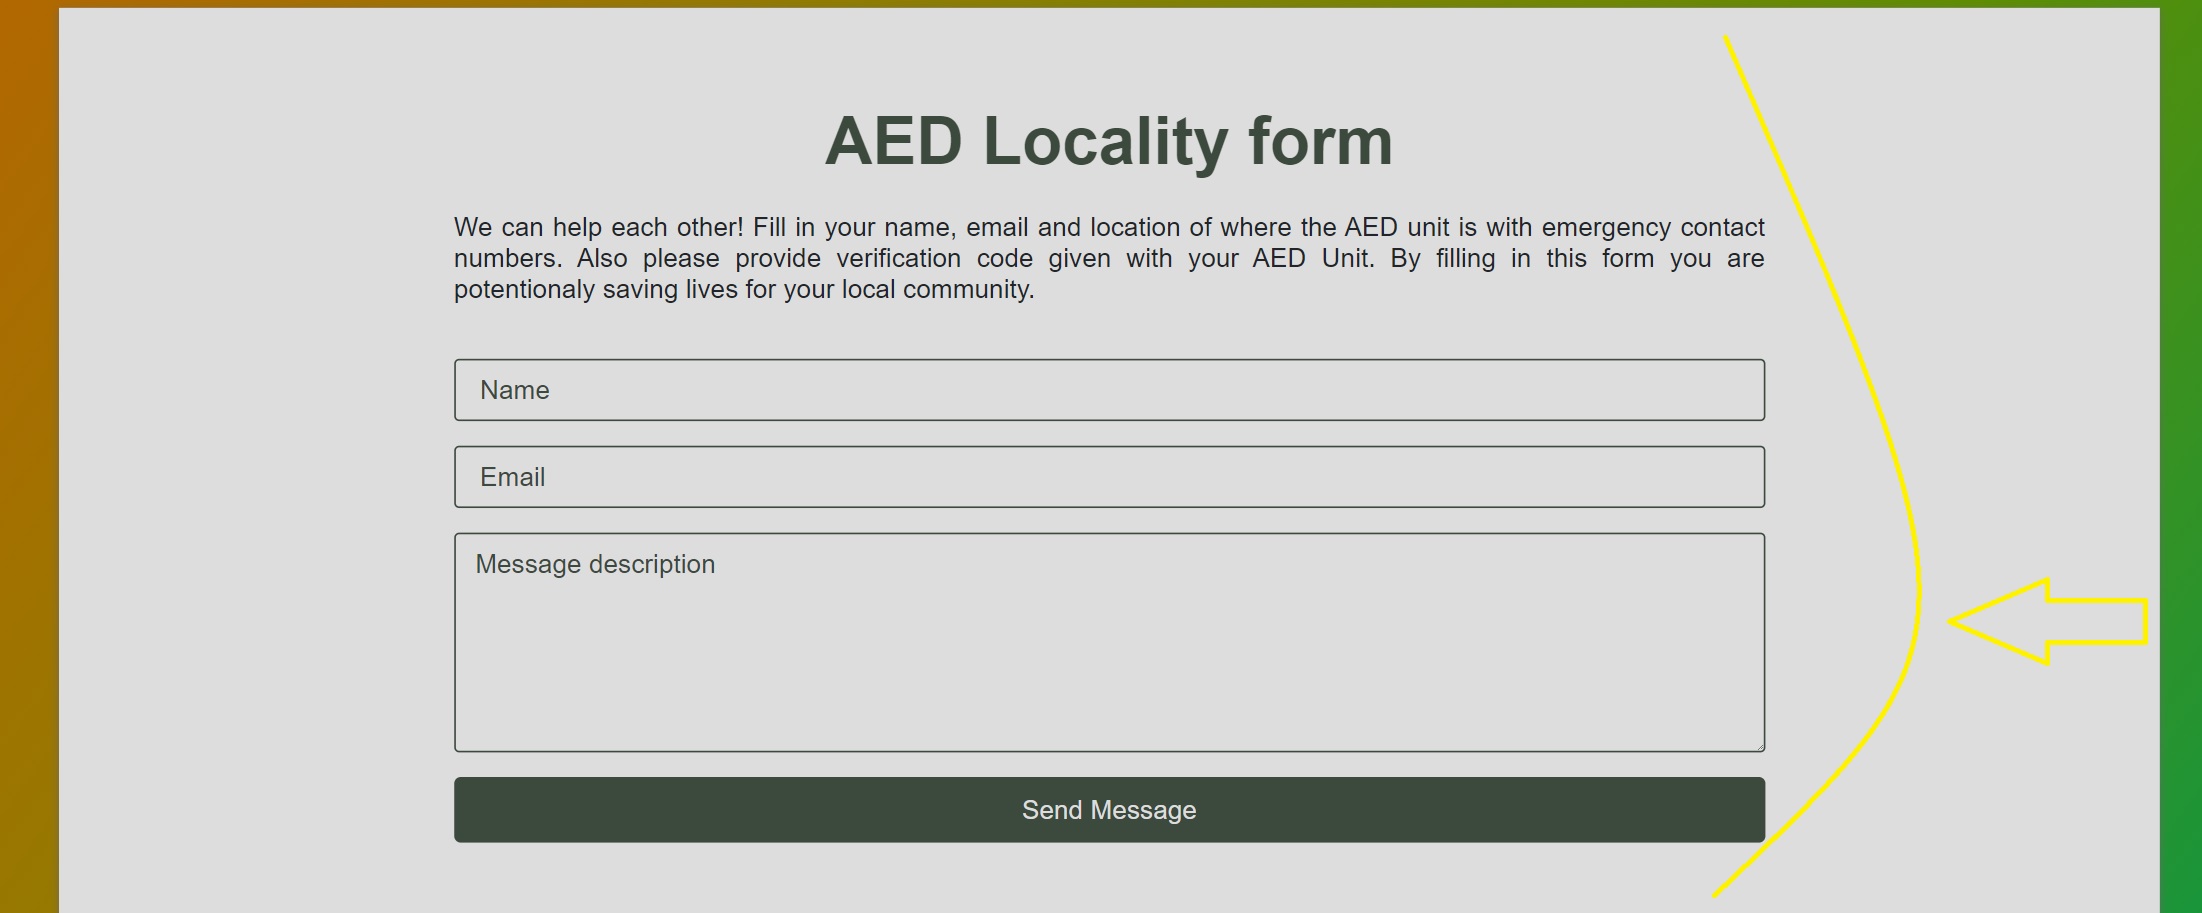 AED Locality form
We can help each other! Fill in your name, email and location of where the AED unit is with emergency contact
numbers. Also please provide verification code given with your AED Unit. By filling in this form you are
potentionaly saving lives for your local community.
Name
Email
Message description
Send Message